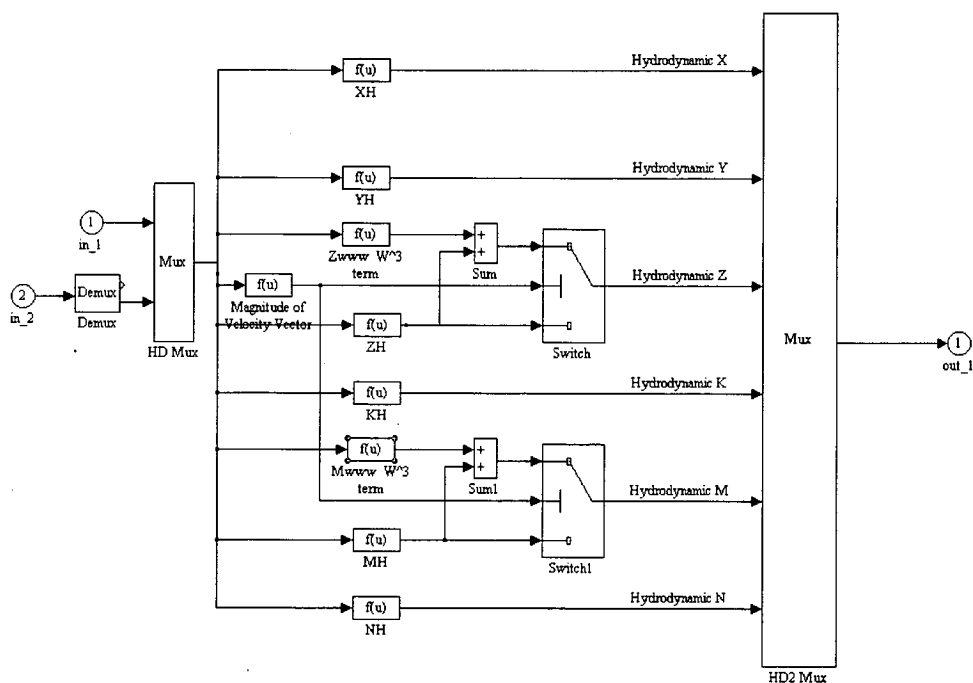 f(u)
XH
Hydrodynamic X
f(u)
YH
Hydrodynamic Y
1
in_1
Mux
HD Mux
2
in_2
Demux
Demux
f(u)
Zwww W^3
term
+
+
Sum
Hydrodynamic Z
Switch
f(u)
Magnitude of
Velocity Vector
f(u)
ZH
f(u)
KH
Hydrodynamic K
f(u)
Mwww W^3
term
+
+
Sum1
Hydrodynamic M
Switch1
f(u)
MH
f(u)
NH
Hydrodynamic N
Mux
HD2 Mux
1
out_1